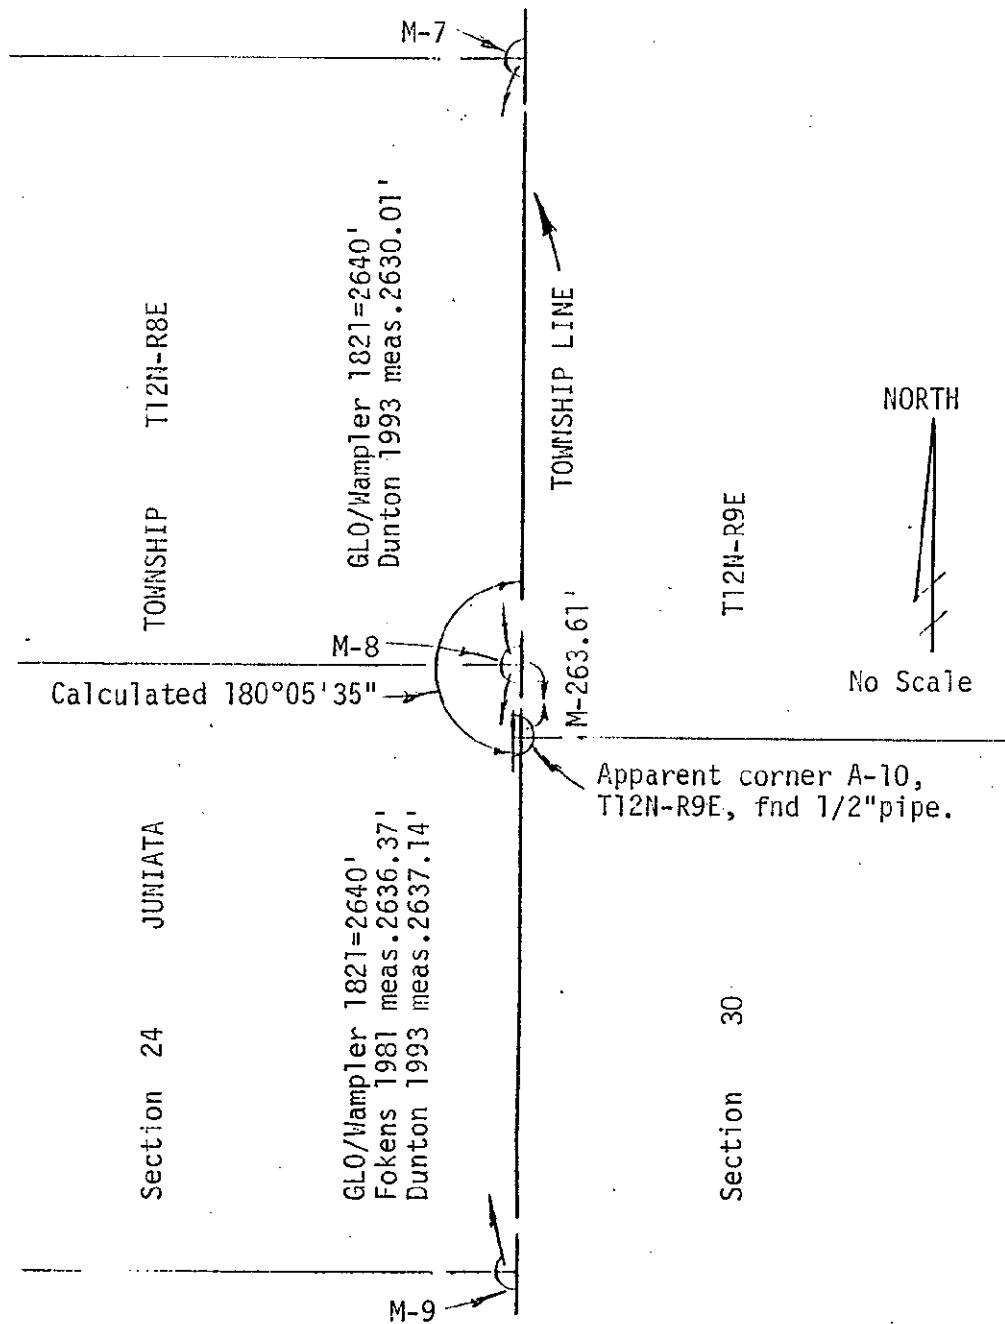 M-7
GLO/Wampler 1821=2640'
Dunton 1993 meas.2630.01'
TOWNSHIP T12N-R8E
TOWNSHIP LINE
NORTH
No Scale
T12N-R9E
M-8
M-263.61'
Calculated 180°05'35"
Apparent corner A-10,
T12N-R9E, fnd 1/2"pipe.
Section 24 JUNIATA
GLO/Wampler 1821=2640'
Fokens 1981 meas.2636.37'
Dunton 1993 meas.2637.14'
Section 30
M-9